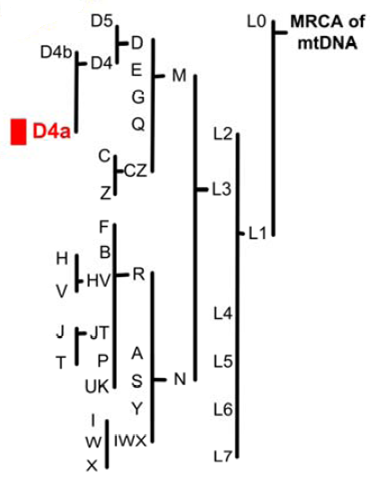 D5
L0
MRCA of
mtDNA
D4b
D4
D
E
M
G
Q
D4a
L2
C
CZ
Z
L3
F
L1
B
H
HV
R
V
L4
J
JT
T
P
A
L5
UK
S
N
Y
L6
I
W
IWX
X
L7